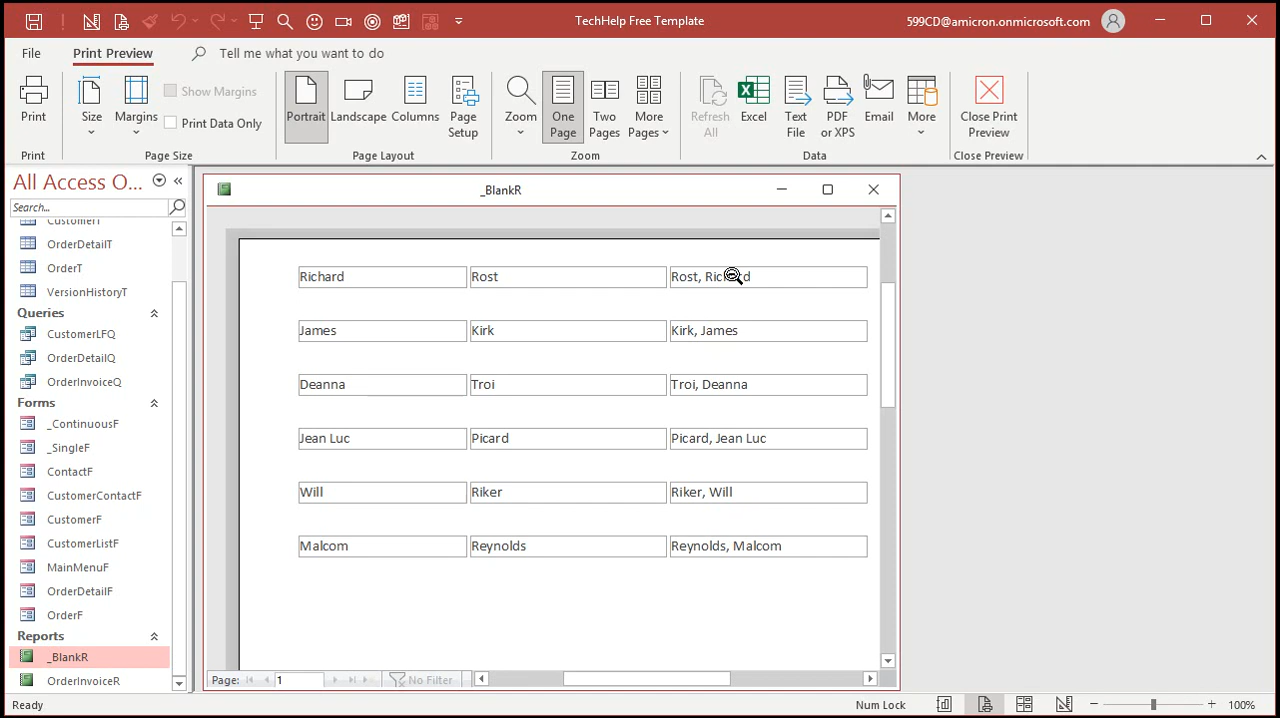 TechHelp Free Template
599CD@amicron.onmicrosoft.com
File
Print Preview
Tell me what you want to do
Print
Size
Margins
Show Margins
Print Data Only
Portrait
Landscape
Columns
Page Setup
Zoom
One Page
Two Pages
More Pages
Refresh All
Excel
Text File
PDF or XPS
Email
More
Close Print Preview
Print
Page Size
Page Layout
Zoom
Data
Close Preview
All Access O...
Search...
CustomerT
OrderDetailT
OrderT
VersionHistoryT
Queries
CustomerLFQ
OrderDetailQ
OrderInvoiceQ
Forms
_ContinuousF
_SingleF
ContactF
CustomerContactF
CustomerF
CustomerListF
MainMenuF
OrderDetailF
OrderF
Reports
_BlankR
OrderInvoiceR
_BlankR
Richard Rost Rost, Richard
James Kirk Kirk, James
Deanna Troi Troi, Deanna
Jean Luc Picard Picard, Jean Luc
Will Riker Riker, Will
Malcom Reynolds Reynolds, Malcom
Page: 1 No Filter
Ready
Num Lock
100%